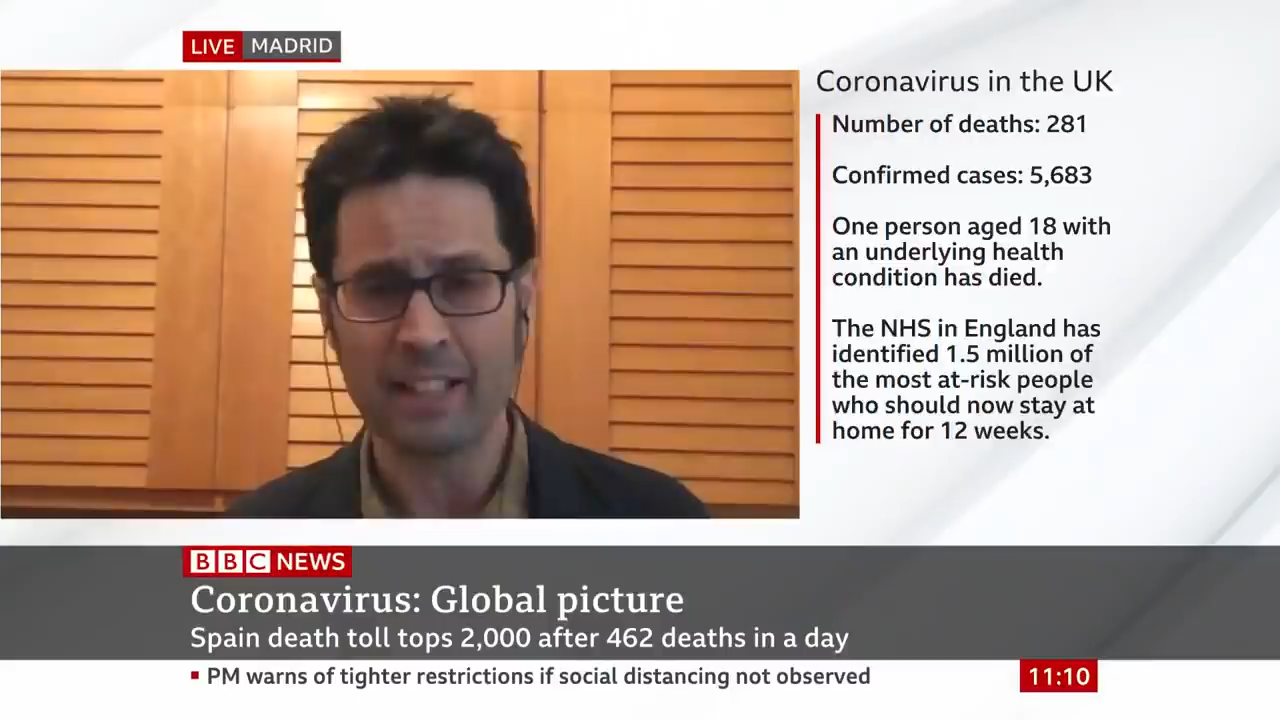 LIVE MADRID
Coronavirus in the UK
Number of deaths: 281
Confirmed cases: 5,683
One person aged 18 with
an underlying health
condition has died.
The NHS in England has
identified 1.5 million of
the most at-risk people
who should now stay at
home for 12 weeks.
BBC NEWS
Coronavirus: Global picture
Spain death toll tops 2,000 after 462 deaths in a day
PM warns of tighter restrictions if social distancing not observed
11:10